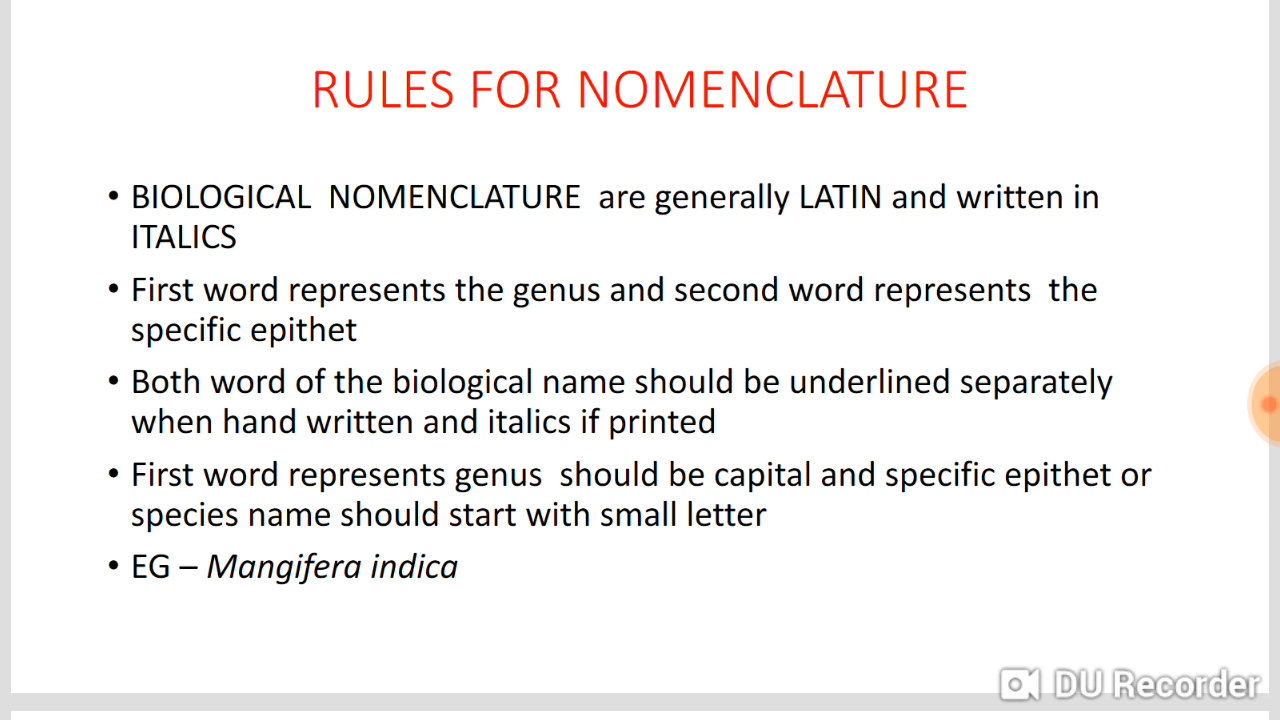 RULES FOR NOMENCLATURE
• BIOLOGICAL  NOMENCLATURE  are generally LATIN and written in
ITALICS
• First word represents the genus and second word represents  the
specific epithet
• Both word of the biological name should be underlined separately
when hand written and italics if printed
• First word represents genus  should be capital and specific epithet or
species name should start with small letter
• EG – Mangifera indica
DU Recorder